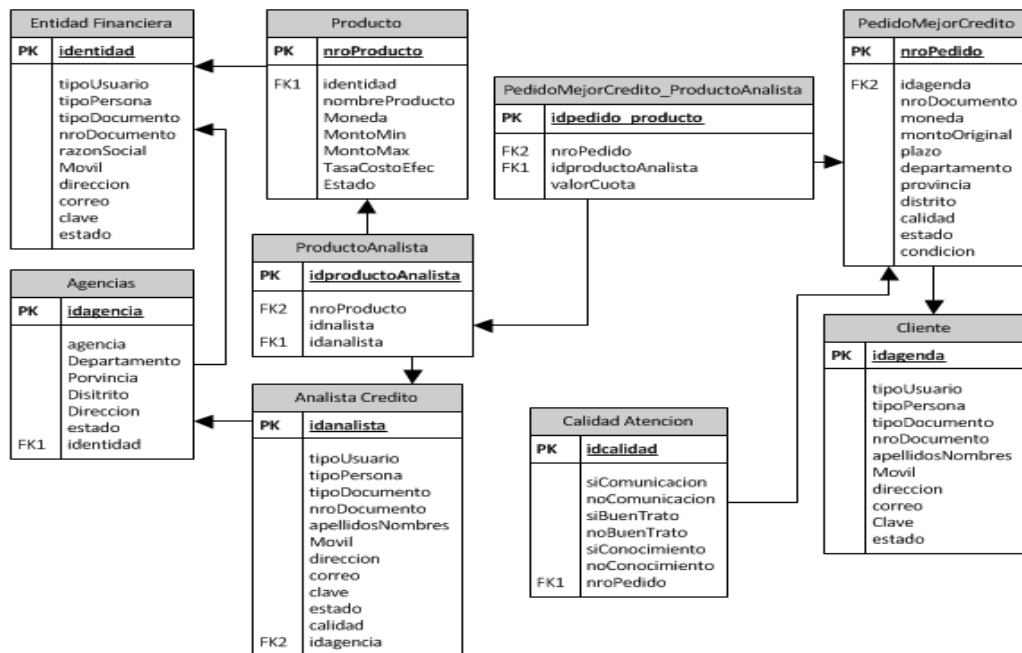 Entidad Financiera
PK identidad
tipoUsuario
tipoPersona
tipoDocumento
nroDocumento
razonSocial
Movil
direccion
correo
clave
estado
Agencias
PK idagencia
agencia
Departamento
Porvincia
Disitrito
Direccion
estado
FK1 identidad
Producto
PK nroProducto
FK1 identidad
nombreProducto
Moneda
MontoMin
MontoMax
TasaCostoEfec
Estado
ProductoAnalista
PK idproductoAnalista
FK2 nroProducto
idnalista
FK1 idanalista
Analista Credito
PK idanalista
tipoUsuario
tipoPersona
tipoDocumento
nroDocumento
apellidosNombres
Movil
direccion
correo
clave
estado
calidad
FK2 idagencia
PedidoMejorCredito_ProductoAnalista
PK idpedido_producto
FK2 nroPedido
FK1 idproductoAnalista
valorCuota
Calidad Atencion
PK idcalidad
siComunicacion
noComunicacion
siBuenTrato
noBuenTrato
siConocimiento
noConocimiento
FK1 nroPedido
PedidoMejorCredito
PK nroPedido
FK2 idagenda
nroDocumento
moneda
montoOriginal
plazo
departamento
provincia
distrito
calidad
estado
condicion
Cliente
PK idagenda
tipoUsuario
tipoPersona
tipoDocumento
nroDocumento
apellidosNombres
Movil
direccion
correo
Clave
estado